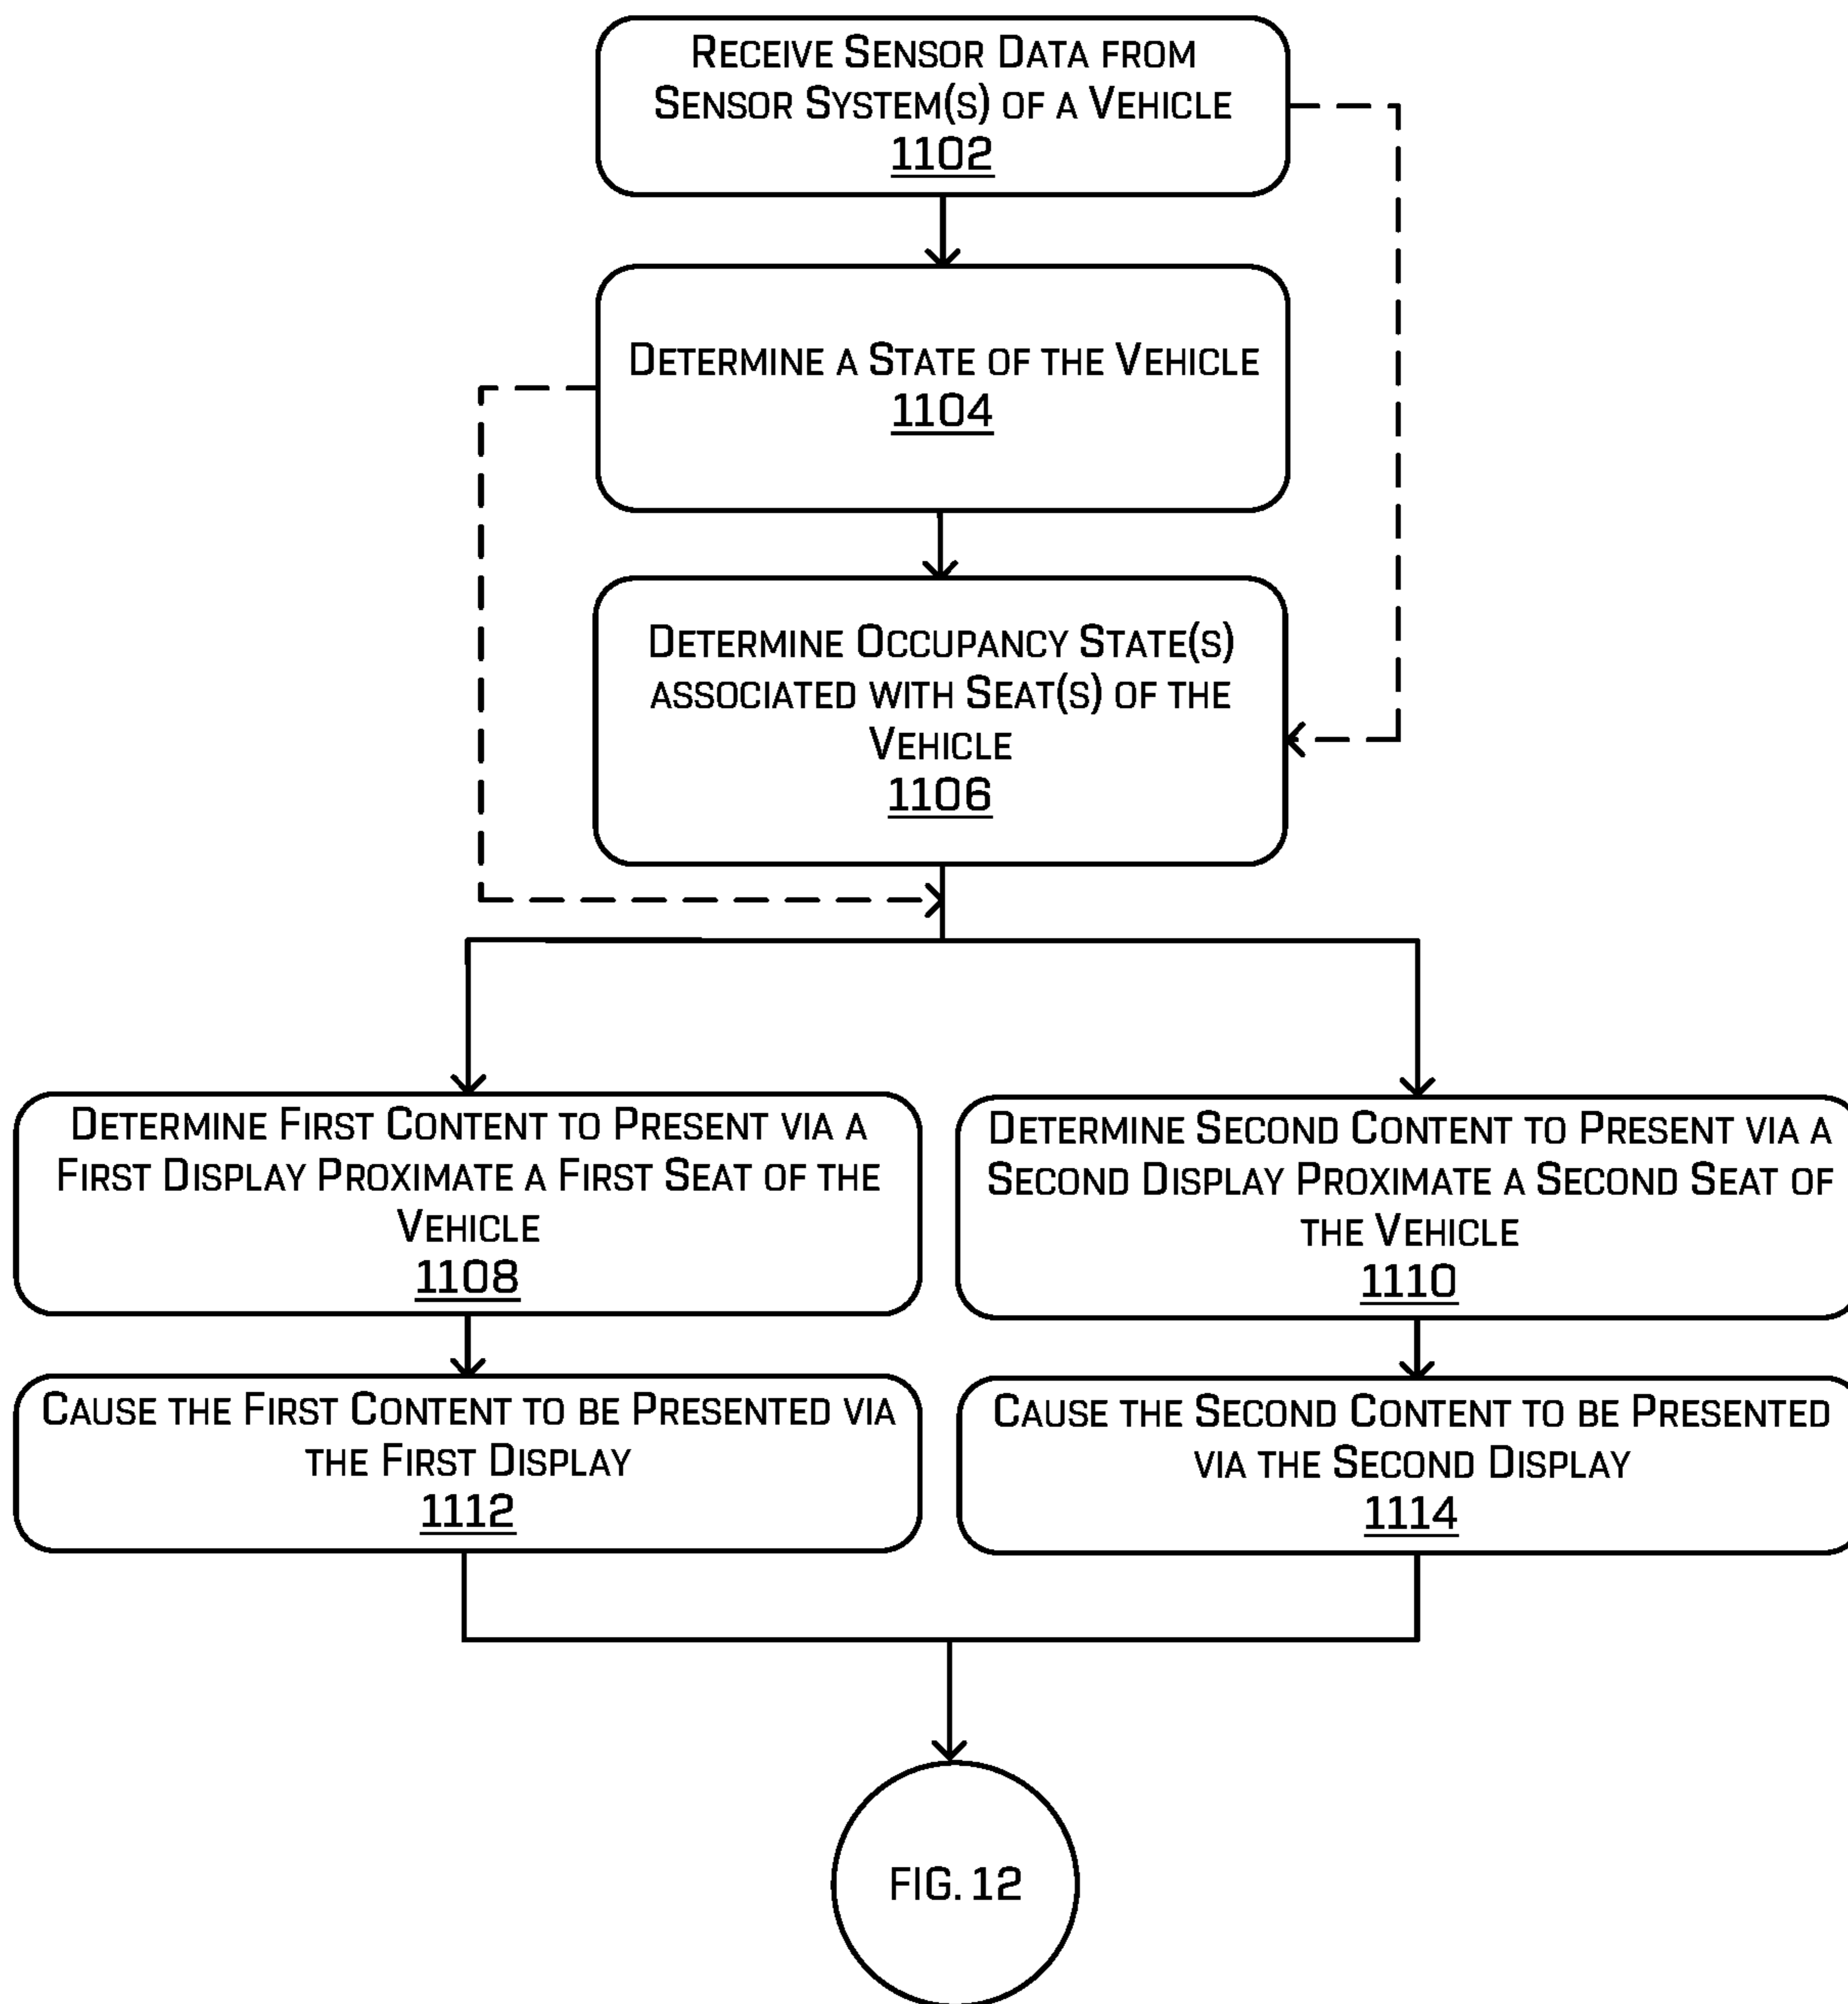 Receive Sensor Data from
Sensor System(s) of a Vehicle
1102
Determine a State of the Vehicle
1104
Determine Occupancy State(s)
associated with Seat(s) of the
Vehicle
1106
Determine First Content to Present via a
First Display Proximate a First Seat of the
Vehicle
1108
Determine Second Content to Present via a
Second Display Proximate a Second Seat of
the Vehicle
1110
Cause the First Content to be Presented via
the First Display
1112
Cause the Second Content to be Presented
via the Second Display
1114
FIG. 12